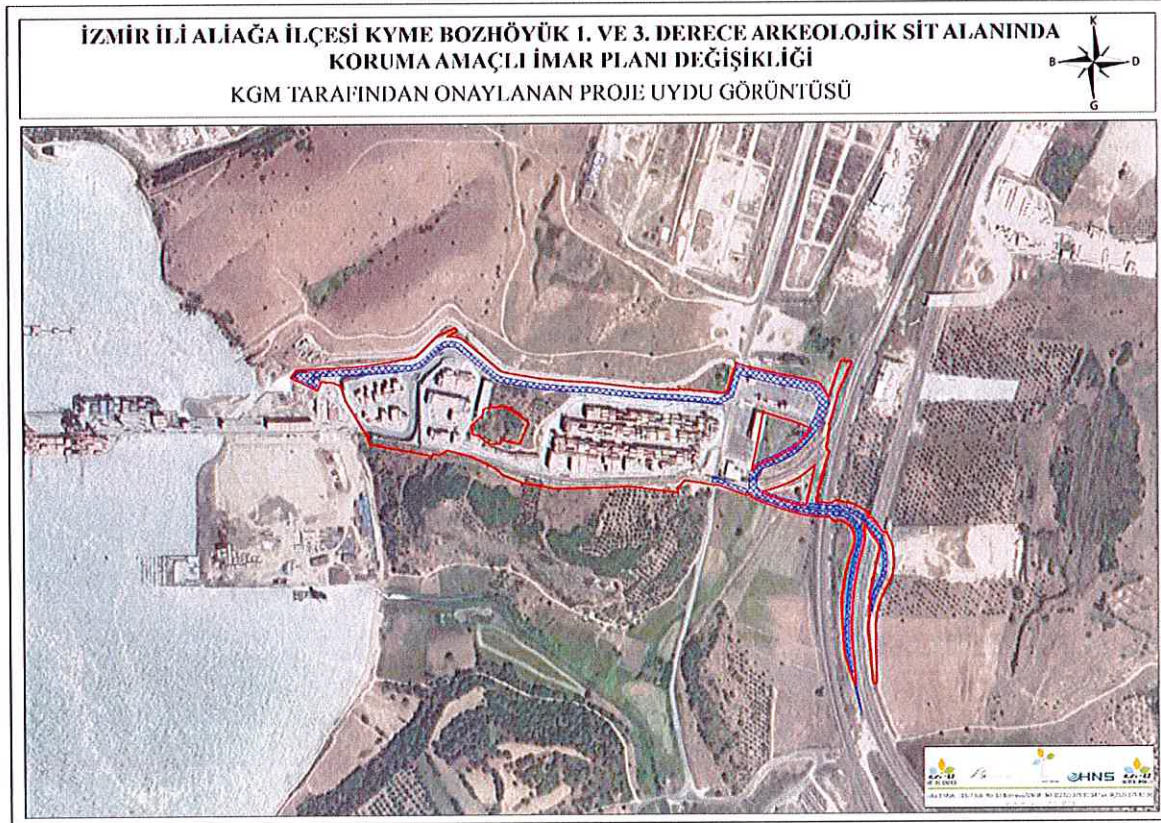 İZMİR İLİ ALİAĞA İLÇESİ KYME BOZHÖYÜK 1. VE 3. DERECE ARKEOLOJİK SİT ALANINDA
KORUMA AMAÇLI İMAR PLANI DEĞİŞİKLİĞİ
KGM TARAFINDAN ONAYLANAN PROJE UYDU GÖRÜNTÜSÜ
K
B D
G
HNS